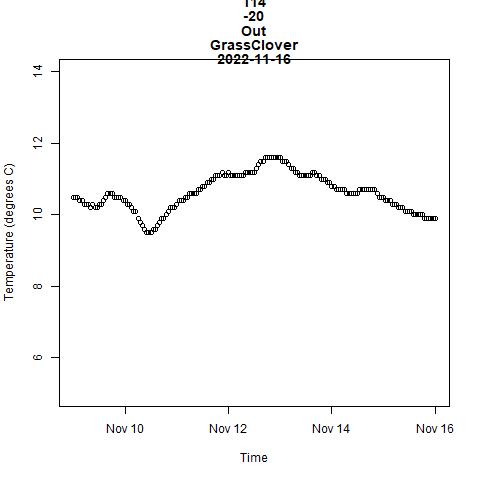 114
-20
Out
GrassClover
2022-11-16
14
12
10
8
6
Temperature (degrees C)
Nov 10
Nov 12
Nov 14
Nov 16
Time